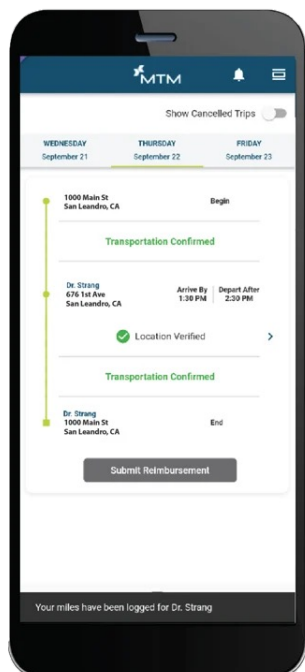 MTM
Show Cancelled Trips
WEDNESDAY
September 21
THURSDAY
September 22
FRIDAY
September 23
1000 Main St
San Leandro, CA
Begin
Transportation Confirmed
Dr. Strang
676 1st Ave
San Leandro, CA
Arrive By
1:30 PM
Depart After
2:30 PM
Location Verified
Transportation Confirmed
Dr. Strang
1000 Main St
San Leandro, CA
End
Submit Reimbursement
Your miles have been logged for Dr. Strang